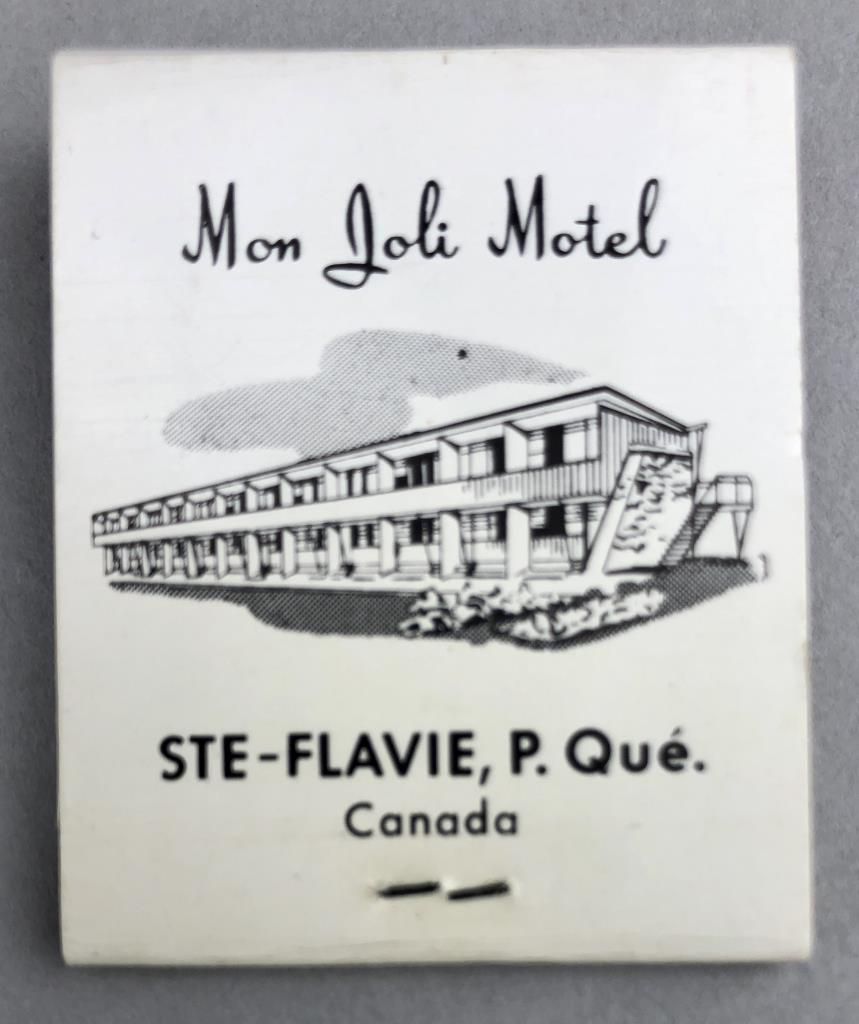 Mon Joli Motel
STE-FLAVIE, P. Qué.
Canada